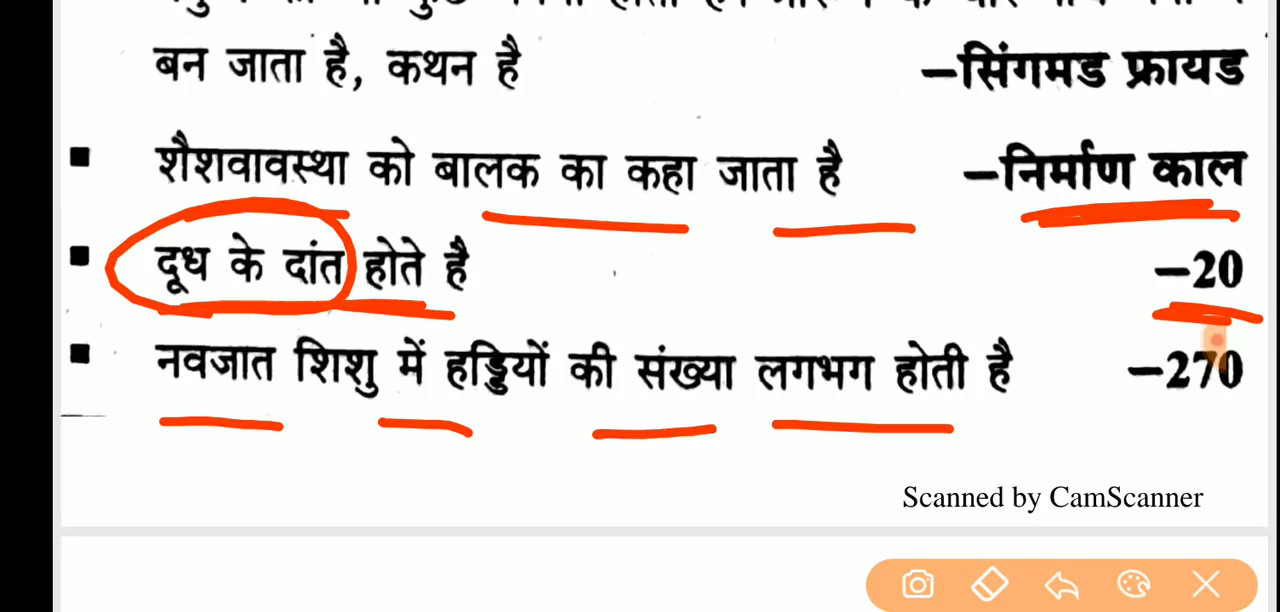 बन जाता है, कथन है –सिंगमड फ्रायड
■ शैशवावस्था को बालक का कहा जाता है –निर्माण काल
■ दूध के दांत होते है –20
■ नवजात शिशु में हड्डियों की संख्या लगभग होती है –270
Scanned by CamScanner